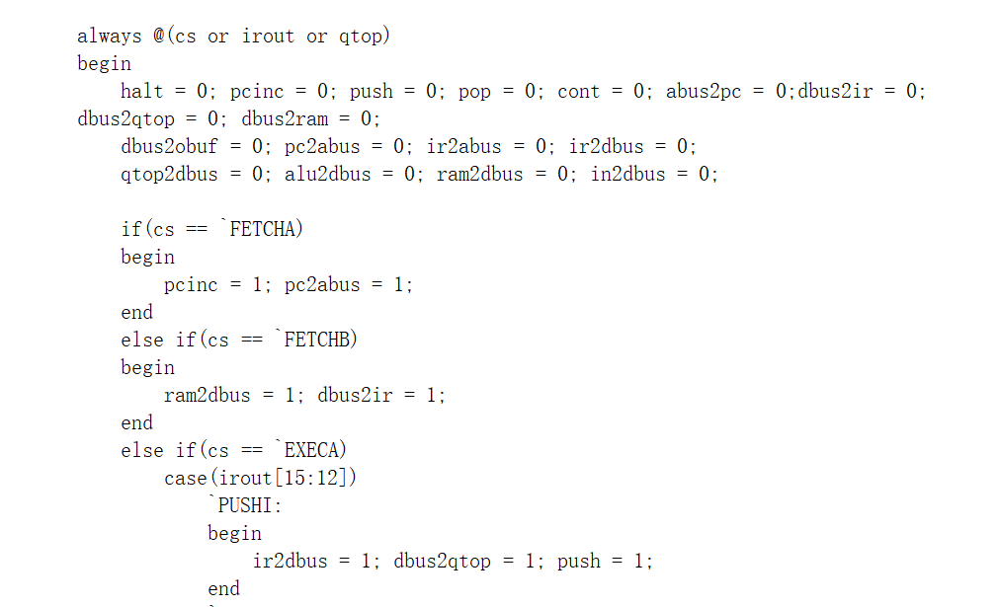 always @(cs or irout or qtop)
begin
    halt = 0; pcinc = 0; push = 0; pop = 0; cont = 0; abus2pc = 0;dbus2ir = 0;
dbus2qtop = 0; dbus2ram = 0;
    dbus2obuf = 0; pc2abus = 0; ir2abus = 0; ir2dbus = 0;
    qtop2dbus = 0; alu2dbus = 0; ram2dbus = 0; in2dbus = 0;

    if(cs == `FETCHA)
    begin
        pcinc = 1; pc2abus = 1;
    end
    else if(cs == `FETCHB)
    begin
        ram2dbus = 1; dbus2ir = 1;
    end
    else if(cs == `EXECA)
        case(irout[15:12])
            `PUSHI:
            begin
                ir2dbus = 1; dbus2qtop = 1; push = 1;
            end